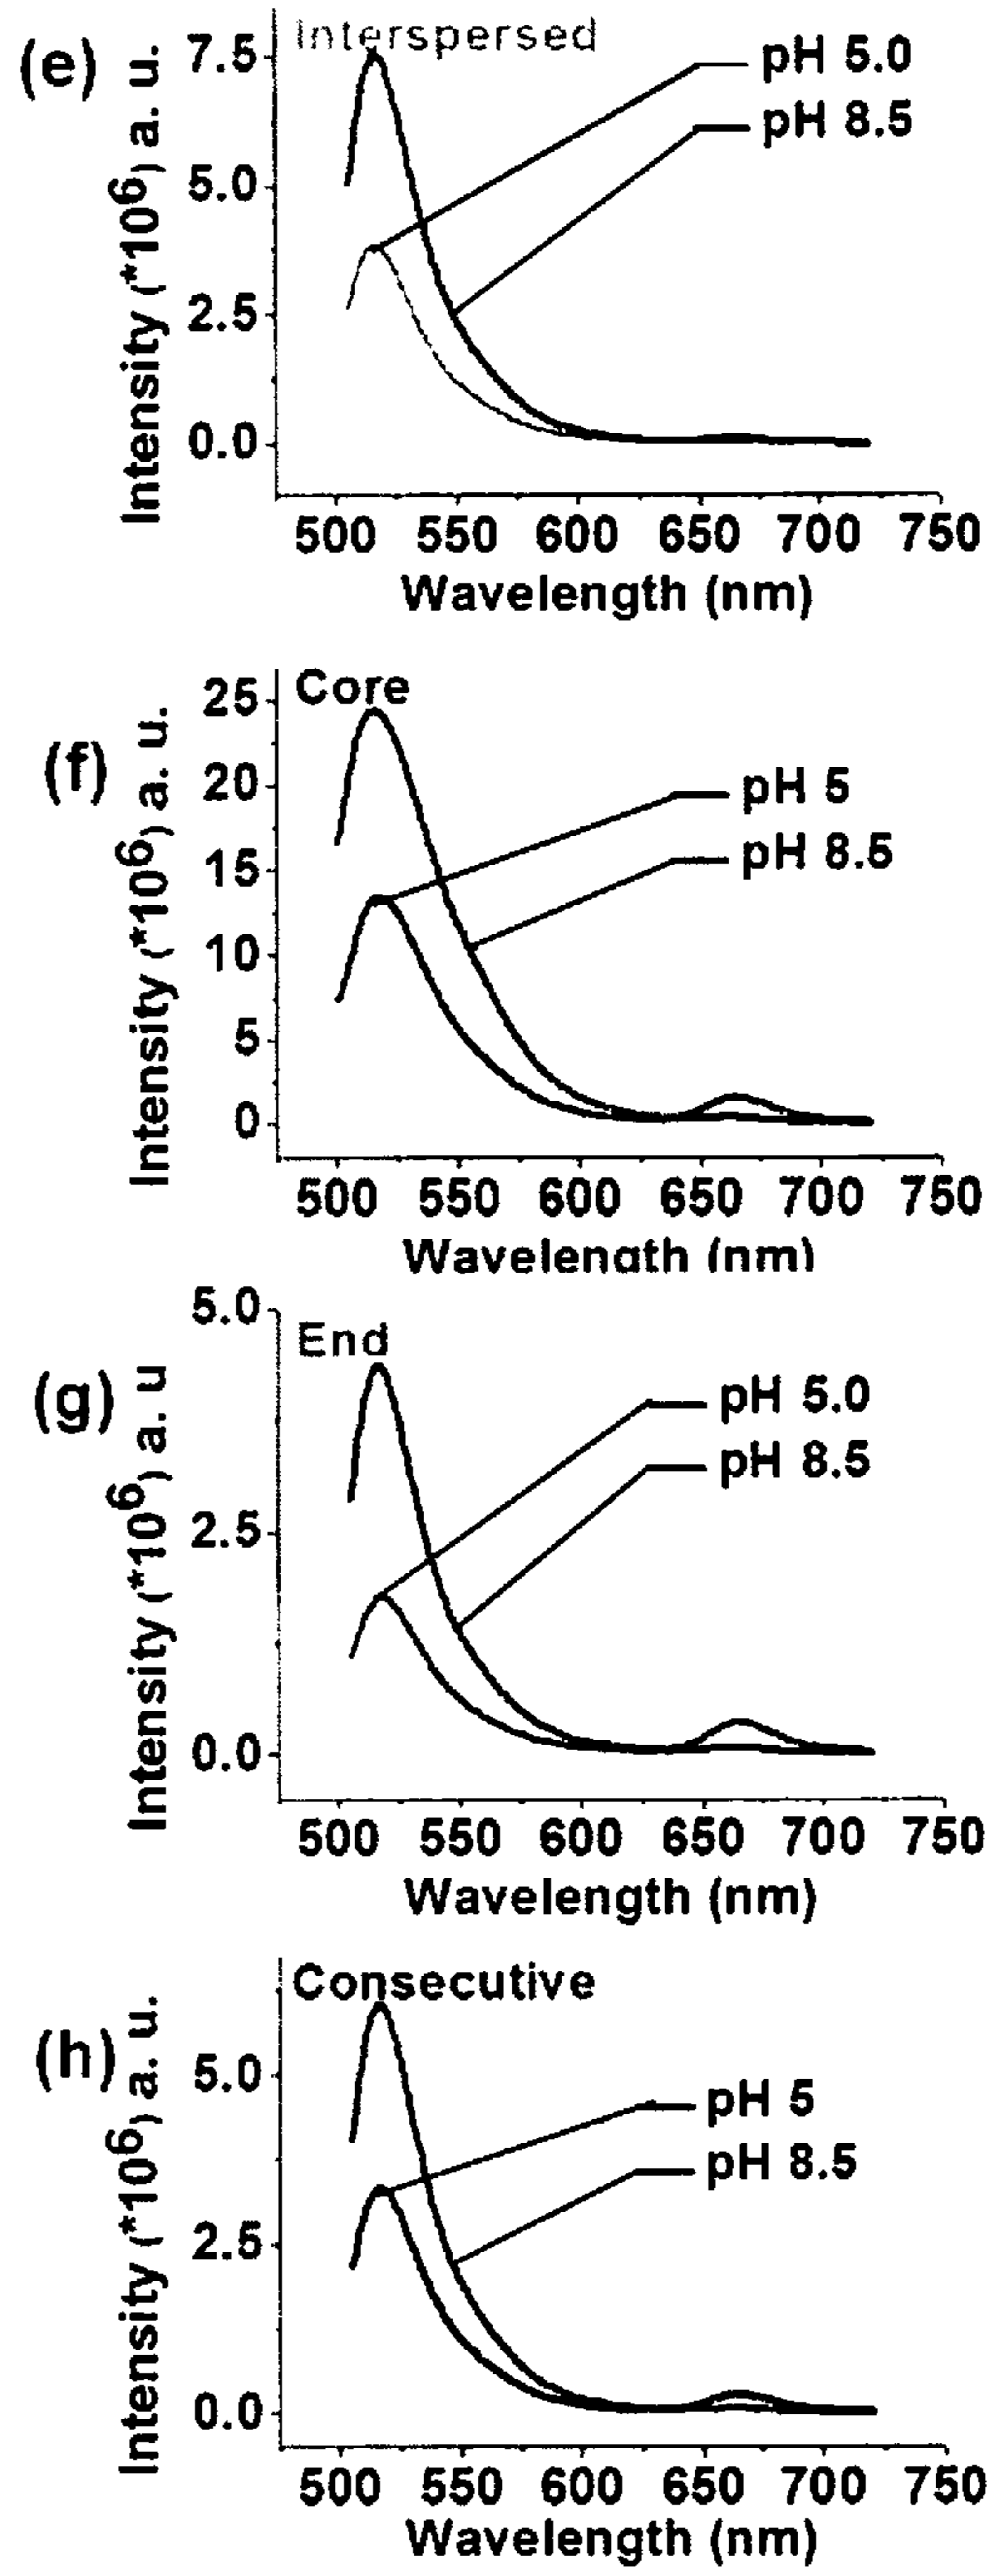 (e)
Interspersed
pH 5.0
pH 8.5
7.5
5.0
2.5
0.0
Intensity (*10⁶) a. u.
500 550 600 650 700 750
Wavelength (nm)
(f)
Core
pH 5
pH 8.5
25
20
15
10
5
0
Intensity (*10⁶) a. u.
500 550 600 650 700 750
Wavelength (nm)
(g)
End
pH 5.0
pH 8.5
5.0
2.5
0.0
Intensity (*10⁶) a. u
500 550 600 650 700 750
Wavelength (nm)
(h)
Consecutive
pH 5
pH 8.5
5.0
2.5
0.0
Intensity (*10⁶) a. u.
500 550 600 650 700 750
Wavelength (nm)